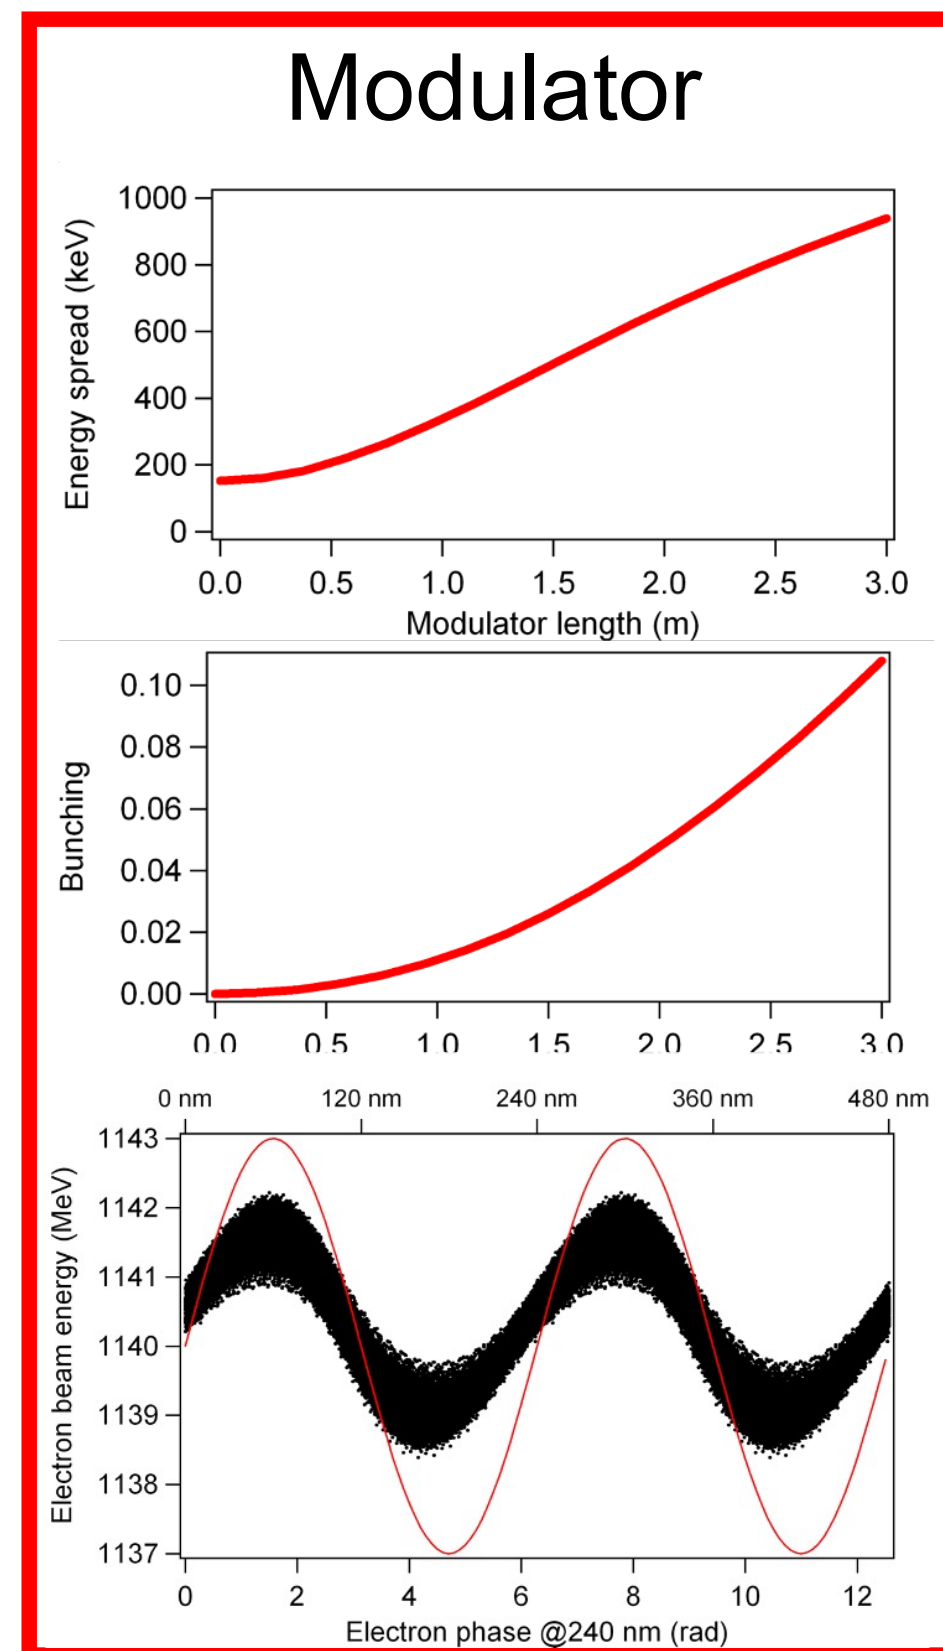 Modulator
1000
800
600
400
200
0
Energy spread (keV)
0.0 0.5 1.0 1.5 2.0 2.5 3.0
Modulator length (m)
0.10
0.08
0.06
0.04
0.02
0.00
Bunching
0.0 0.5 1.0 1.5 2.0 2.5 3.0
0 nm 120 nm 240 nm 360 nm 480 nm
1143
1142
1141
1140
1139
1138
1137
Electron beam energy (MeV)
0 2 4 6 8 10 12
Electron phase @240 nm (rad)